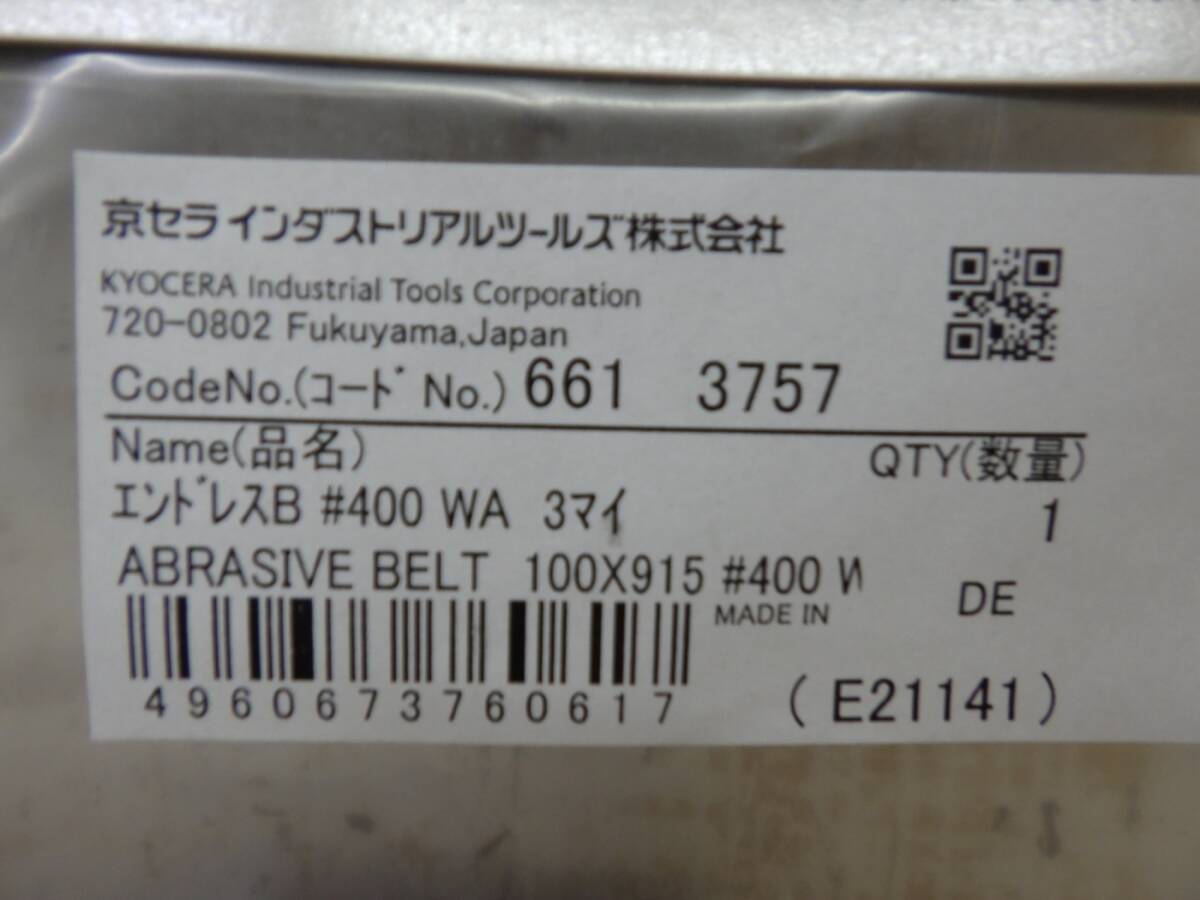 京セラ インダストリアルツールズ株式会社
KYOCERA Industrial Tools Corporation
720-0802 Fukuyama,Japan
CodeNo.(コード No.) 661 3757
Name(品名) QTY(数量)
エンドレスB #400 WA 3マイ 1
ABRASIVE BELT 100X915 #400 W
MADE IN DE
4960673760617 (E21141)